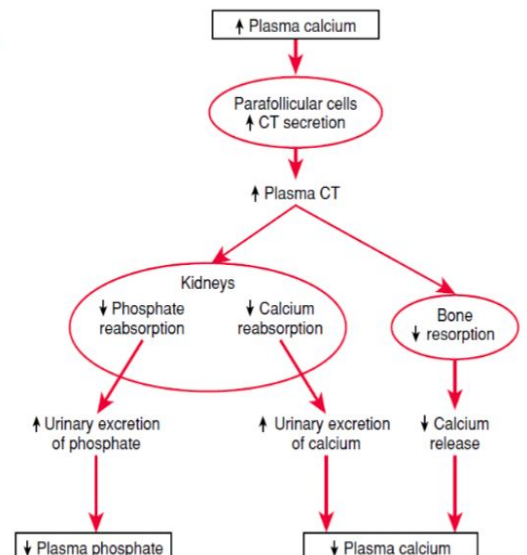 ↑ Plasma calcium
Parafollicular cells
↑ CT secretion
↑ Plasma CT
Kidneys
↓ Phosphate
reabsorption
↓ Calcium
reabsorption
Bone
↓ resorption
↑ Urinary excretion
of phosphate
↑ Urinary excretion
of calcium
↓ Calcium
release
↓ Plasma phosphate
↓ Plasma calcium